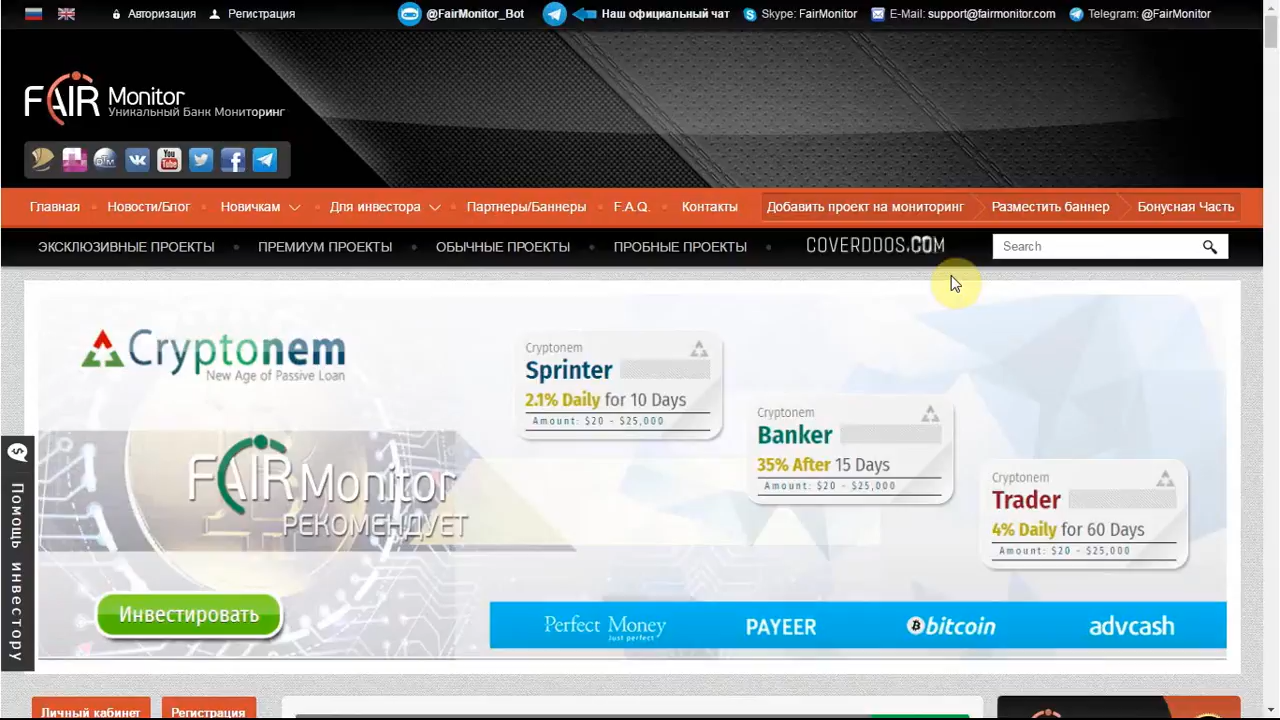 Авторизация Регистрация @FairMonitor_Bot Наш официальный чат Skype: FairMonitor E-Mail: support@fairmonitor.com Telegram: @FairMonitor
FAIR Monitor
Уникальный Банк Мониторинг
Главная Новости/Блог Новичкам Для инвестора Партнеры/Баннеры F.A.Q. Контакты Добавить проект на мониторинг Разместить баннер Бонусная Часть
ЭКСКЛЮЗИВНЫЕ ПРОЕКТЫ ПРЕМИУМ ПРОЕКТЫ ОБЫЧНЫЕ ПРОЕКТЫ ПРОБНЫЕ ПРОЕКТЫ COVERDDOS.COM Search
Cryptonem
New Age of Passive Loan
Cryptonem
Sprinter
2.1% Daily for 10 Days
Amount: $20 - $25,000
Cryptonem
Banker
35% After 15 Days
Amount: $20 - $25,000
Cryptonem
Trader
4% Daily for 60 Days
Amount: $20 - $25,000
FAIR Monitor
РЕКОМЕНДУЕТ
Инвестировать
Perfect Money
Just perfect
PAYEER
bitcoin
advcash
Помощь инвестору
Личный кабинет Регистрация